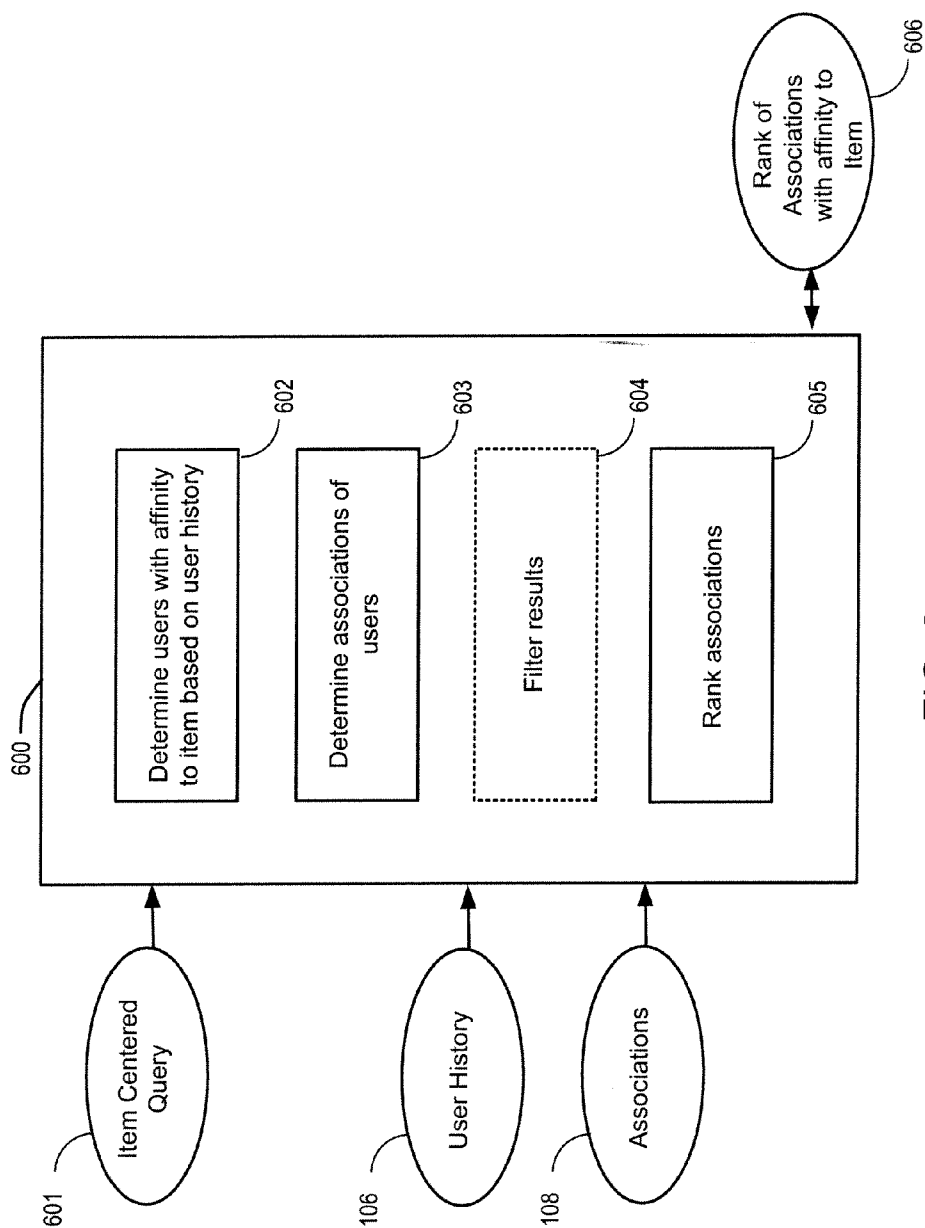 600
601
Item Centered
Query
106
User History
108
Associations
Determine users with affinity
to item based on user history
602
Determine associations of
users
603
Filter results
604
Rank associations
605
Rank of
Associations
with affinity to
Item
606